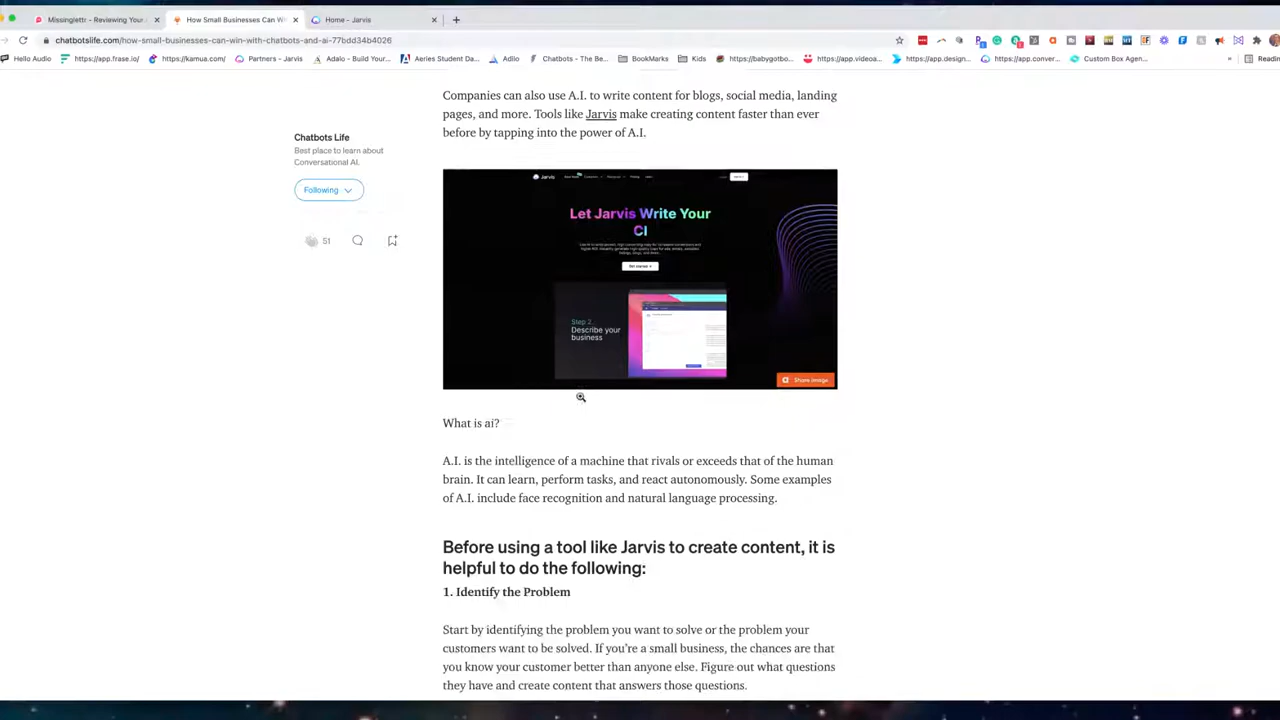 Missinglettr - Reviewing Your
How Small Businesses Can Wi
Home - Jarvis
chatbotslife.com/how-small-businesses-can-win-with-chatbots-and-ai-77bdd34b4026
Hello Audio
https://app.frase.io/
https://kamua.com/
Partners - Jarvis
Adalo - Build Your...
Aeries Student Da...
Adlio
Chatbots - The Be...
BookMarks
Kids
https://babygotbo...
https://app.videoa...
https://app.design...
https://app.conver...
Custom Box Agen...
»
Readin
Companies can also use A.I. to write content for blogs, social media, landing
pages, and more. Tools like Jarvis make creating content faster than ever
before by tapping into the power of A.I.
Chatbots Life
Best place to learn about
Conversational AI.
Following
51
Jarvis
Let Jarvis Write Your
CI
Step 2
Describe your
business
Share Image
What is ai?
A.I. is the intelligence of a machine that rivals or exceeds that of the human
brain. It can learn, perform tasks, and react autonomously. Some examples
of A.I. include face recognition and natural language processing.
Before using a tool like Jarvis to create content, it is
helpful to do the following:
1. Identify the Problem
Start by identifying the problem you want to solve or the problem your
customers want to be solved. If you're a small business, the chances are that
you know your customer better than anyone else. Figure out what questions
they have and create content that answers those questions.